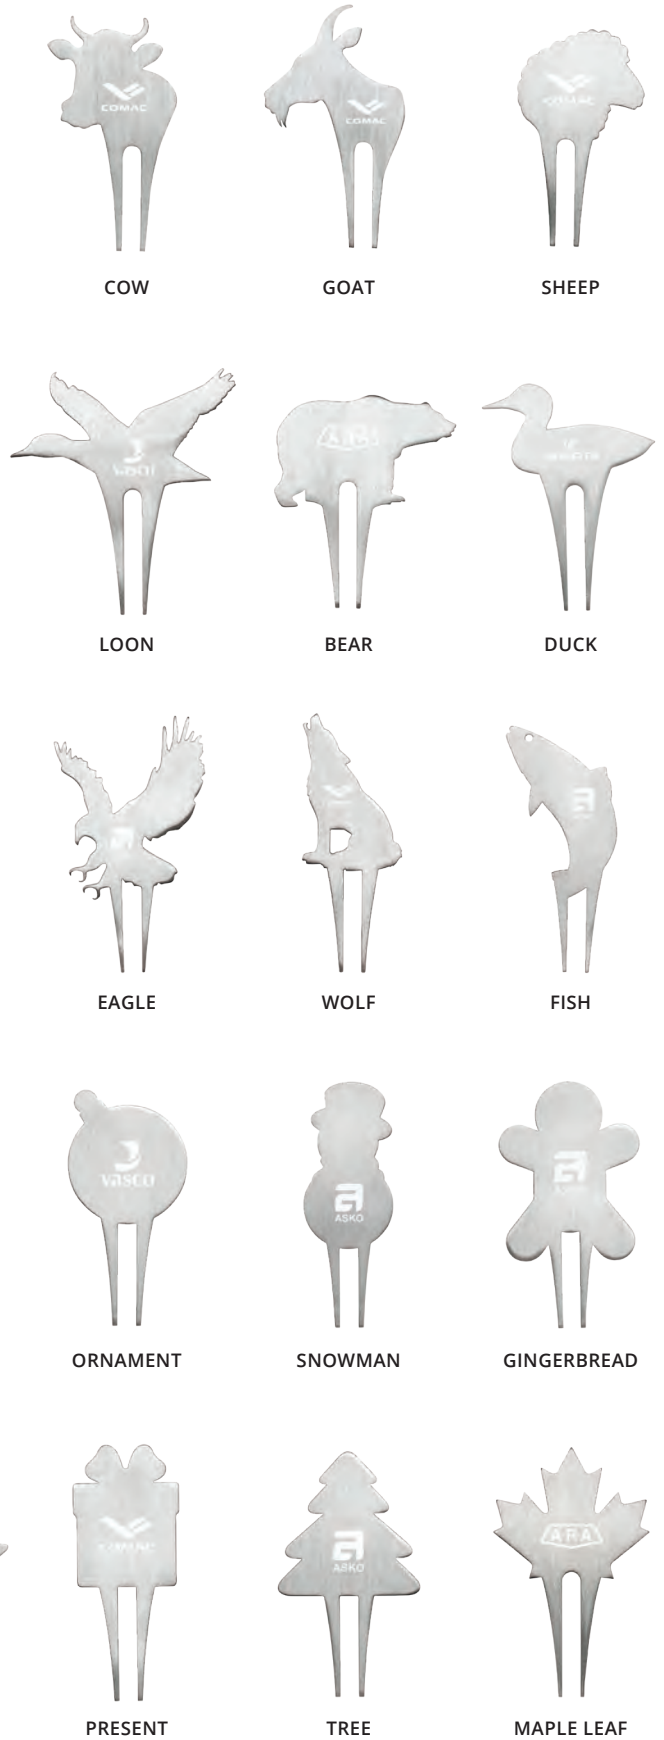 COMAC
COMAC
COMAC
COW
GOAT
SHEEP
VASCO
LOON
BEAR
DUCK
EAGLE
WOLF
FISH
VASCO
ASKO
ORNAMENT
SNOWMAN
GINGERBREAD
COMAC
ASKO
ARA
PRESENT
TREE
MAPLE LEAF